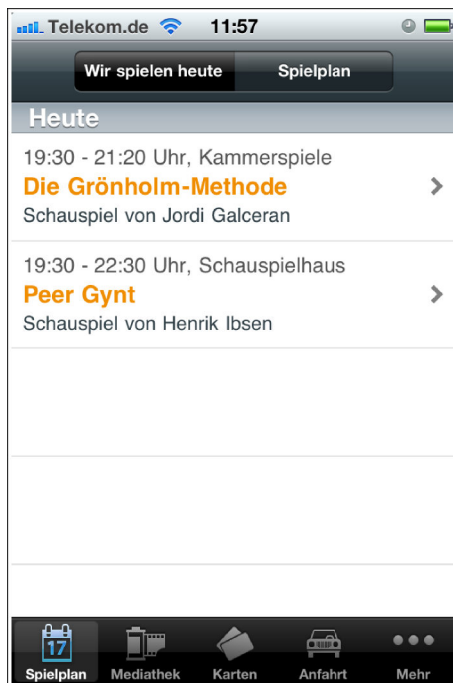 Telekom.de 11:57
Wir spielen heute Spielplan
Heute
19:30 - 21:20 Uhr, Kammerspiele
Die Grönholm-Methode
Schauspiel von Jordi Galceran
19:30 - 22:30 Uhr, Schauspielhaus
Peer Gynt
Schauspiel von Henrik Ibsen
17
Spielplan Mediathek Karten Anfahrt Mehr